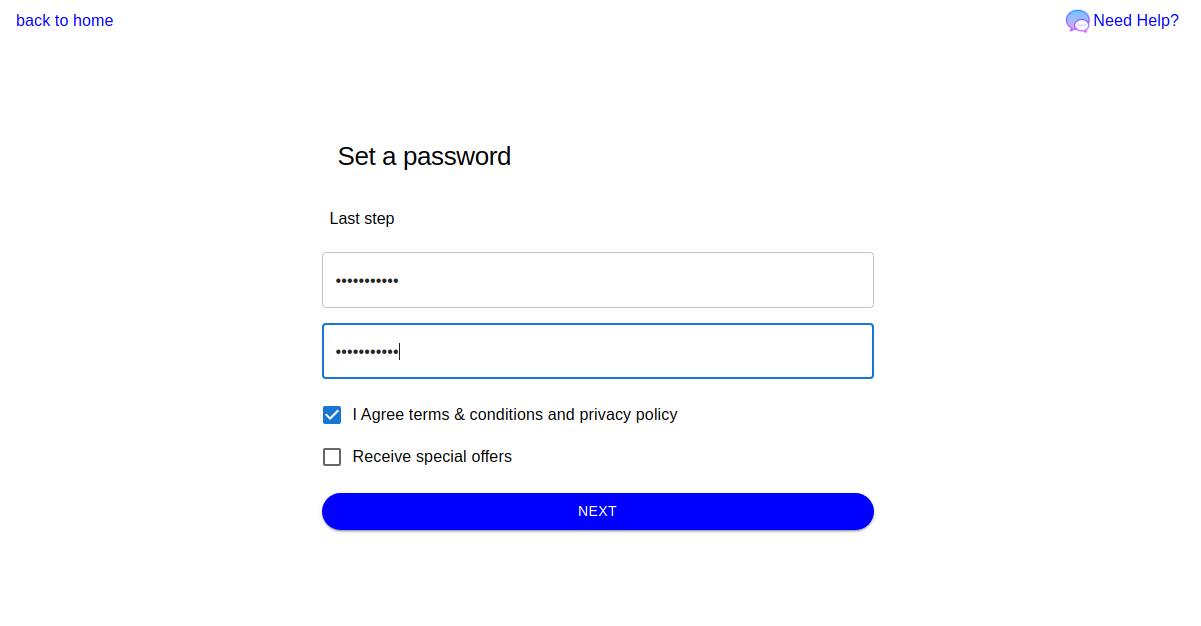 back to home
Need Help?
Set a password
Last step
•••••••••••
•••••••••••
I Agree terms & conditions and privacy policy
Receive special offers
NEXT